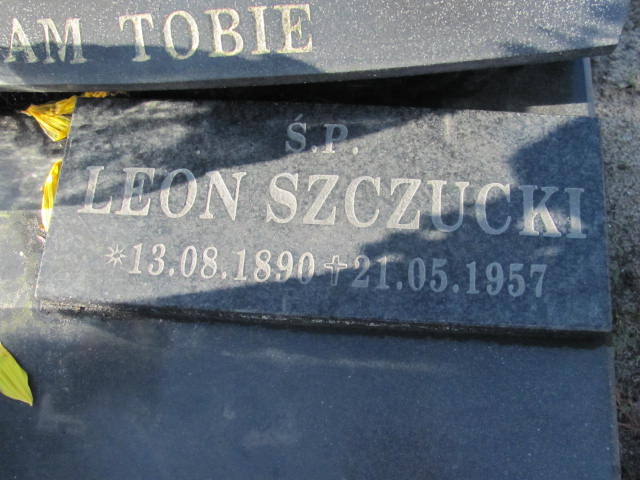 AM TOBIE
Ś.P.
LEON SZCZUCKI
*13.08.1890 ✝ 21.05.1957